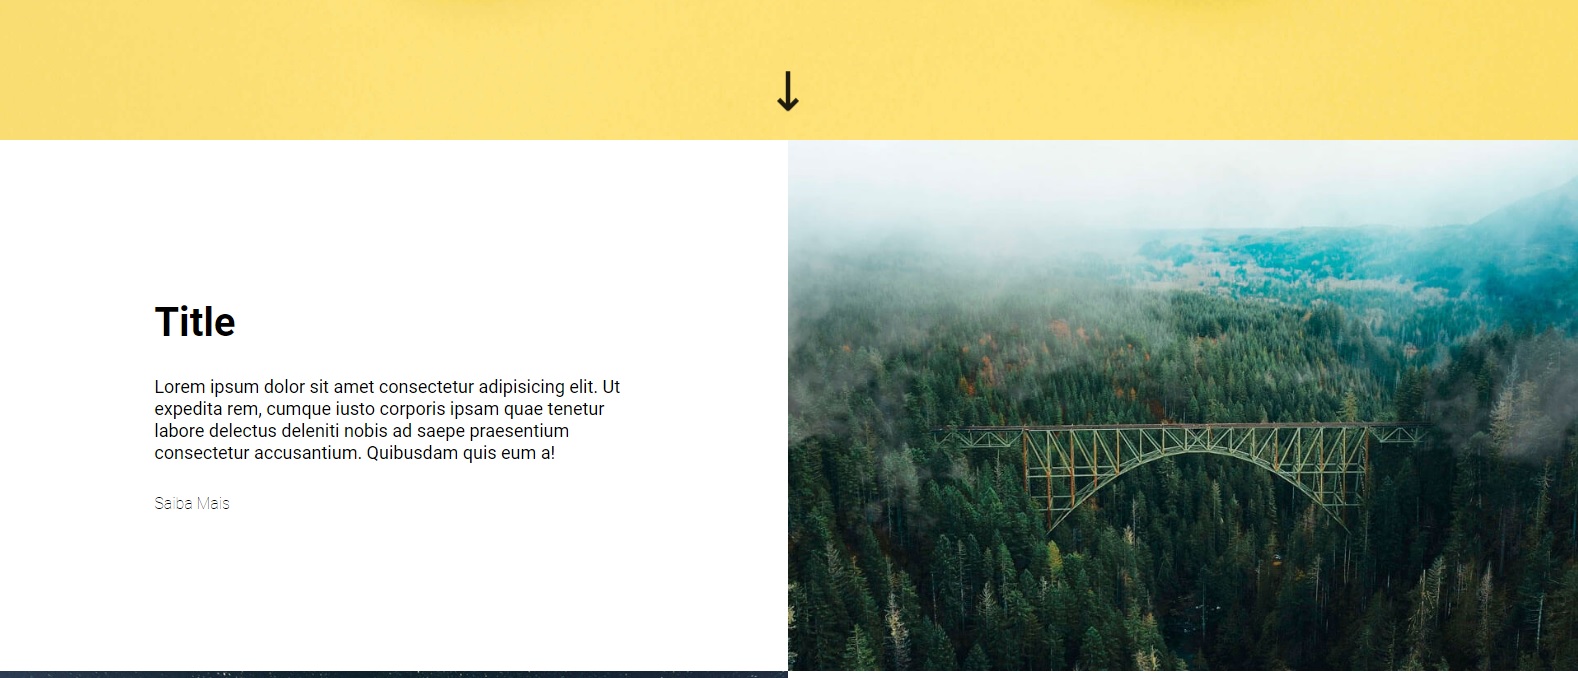 Title
Lorem ipsum dolor sit amet consectetur adipisicing elit. Ut
expedita rem, cumque iusto corporis ipsam quae tenetur
labore delectus deleniti nobis ad saepe praesentium
consectetur accusantium. Quibusdam quis eum a!
Saiba Mais